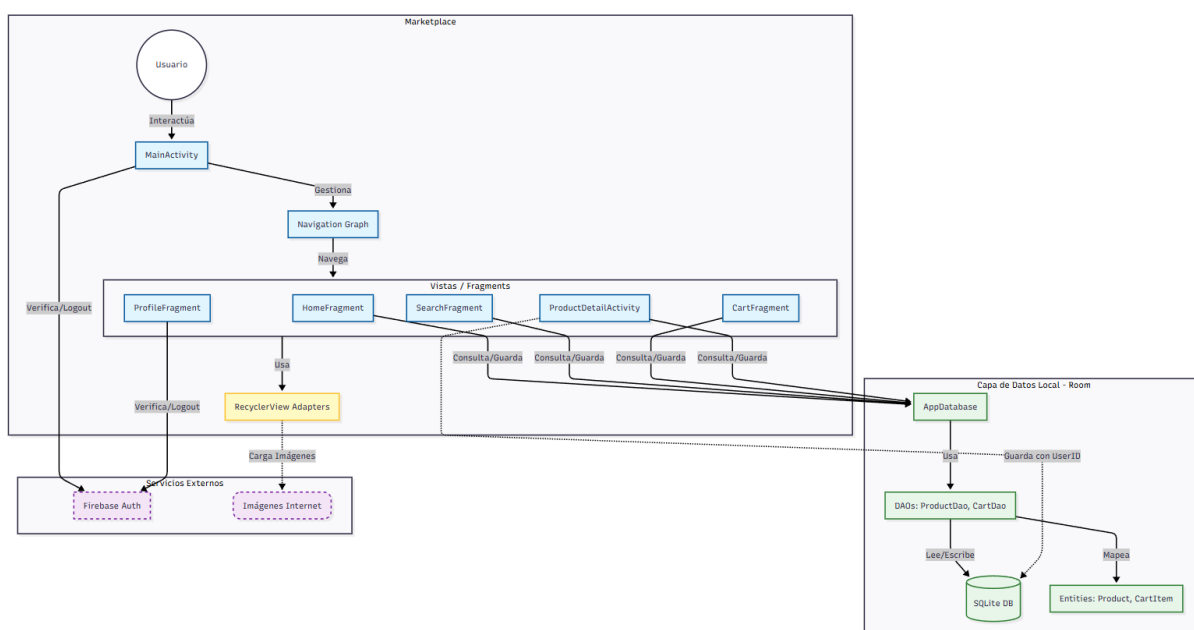 Marketplace
Usuario
Interactúa
MainActivity
Gestiona
Navigation Graph
Navega
Vistas / Fragments
Verifica/Logout
ProfileFragment
HomeFragment
SearchFragment
ProductDetailActivity
CartFragment
Usa
Consulta/Guarda
Consulta/Guarda
Consulta/Guarda
Consulta/Guarda
Verifica/Logout
RecyclerView Adapters
Carga Imágenes
Servicios Externos
Firebase Auth
Imágenes Internet
Capa de Datos Local - Room
AppDatabase
Usa
Guarda con UserID
DAOs: ProductDao, CartDao
Lee/Escribe
Mapea
SQLite DB
Entities: Product, CartItem